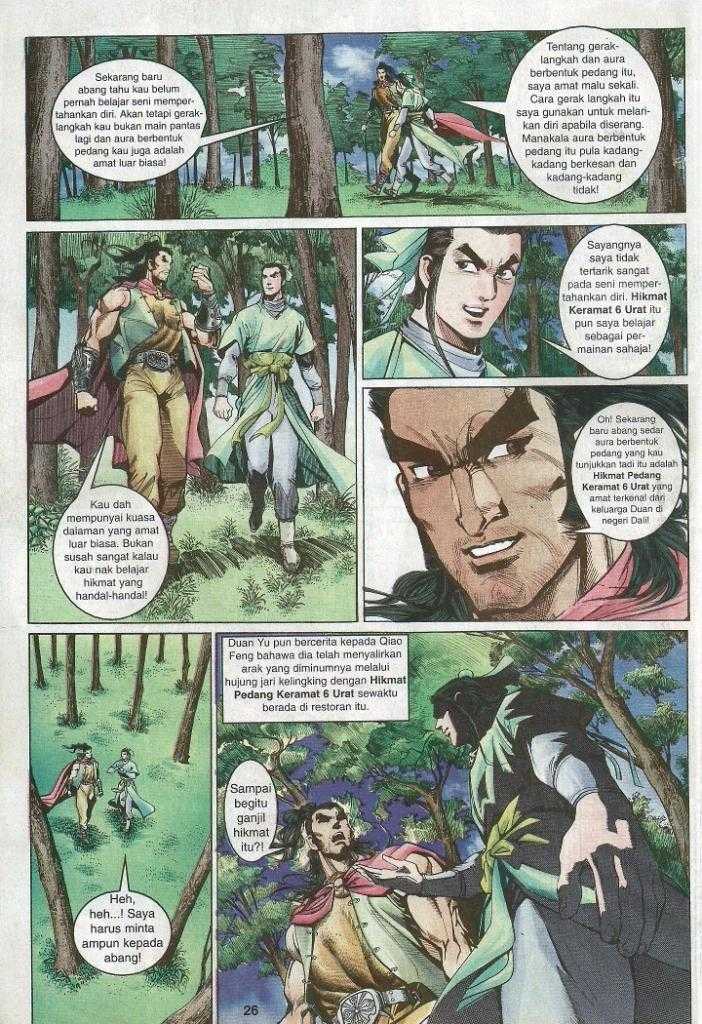 Sekarang baru
abang tahu kau belum
pernah belajar seni memper-
tahankan diri. Akan tetapi gerak-
langkah kau bukan main pantas
lagi dan aura berbentuk
pedang kau juga adalah
amat luar biasa!
Tentang gerak-
langkah dan aura
berbentuk pedang itu,
saya amat malu sekali.
Cara gerak langkah itu
saya gunakan untuk melari-
kan diri apabila diserang.
Manakala aura berbentuk
pedang itu pula kadang-
kadang berkesan dan
kadang-kadang
tidak!
Kau dah
mempunyai kuasa
dalaman yang amat
luar biasa. Bukan
susah sangat kalau
kau nak belajar
hikmat yang
handal-handal!
Sayangnya
saya tidak
tertarik sangat
pada seni memper-
tahankan diri. Hikmat
Keramat 6 Urat itu
pun saya belajar
sebagai per-
mainan sahaja!
Oh! Sekarang
baru abang sedar
aura berbentuk
pedang yang kau
tunjukkan tadi itu adalah
Hikmat Pedang
Keramat 6 Urat yang
amat terkenal dari
keluarga Duan di
negeri Dali!
Heh,
heh...! Saya
harus minta
ampun kepada
abang!
Duan Yu pun bercerita kepada Qiao
Feng bahawa dia telah menyalirkan
arak yang diminumnya melalui
hujung jari kelingking dengan Hikmat
Pedang Keramat 6 Urat sewaktu
berada di restoran itu.
Sampai
begitu
ganjil
hikmat
itu?!
26